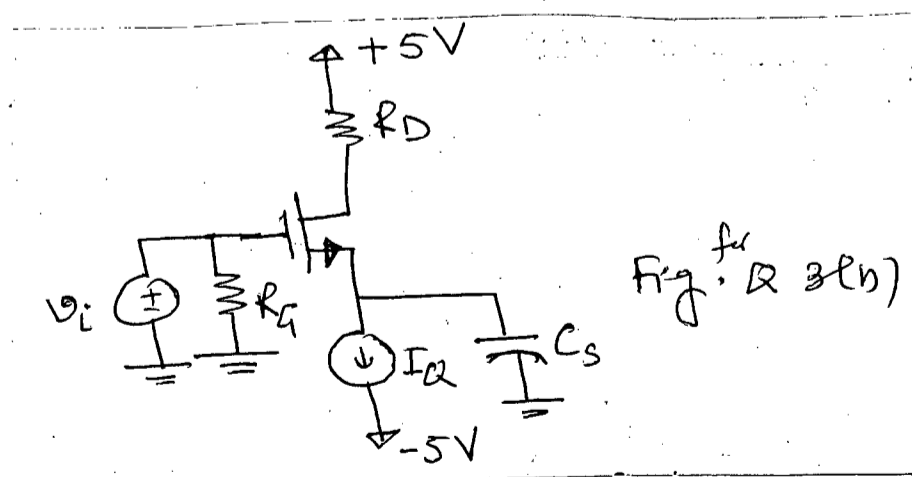 +5V
RD
vi
RG
IQ
Cs
-5V
for
Fig. Q 3(b)